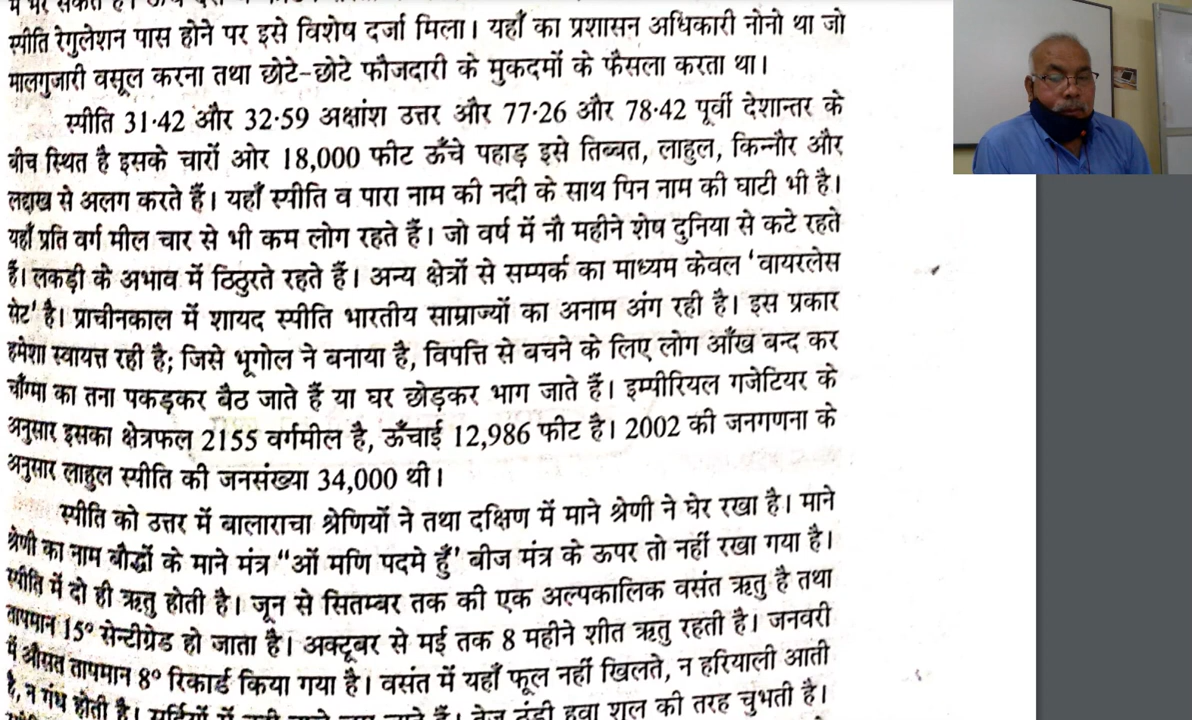 स्पीति रेगुलेशन पास होने पर इसे विशेष दर्जा मिला। यहाँ का प्रशासन अधिकारी नोनो था जो
मालगुजारी वसूल करना तथा छोटे-छोटे फौजदारी के मुकदमों के फैसला करता था।
स्पीति 31·42 और 32·59 अक्षांश उत्तर और 77·26 और 78·42 पूर्वी देशान्तर के
बीच स्थित है इसके चारों ओर 18,000 फीट ऊँचे पहाड़ इसे तिब्बत, लाहुल, किन्नौर और
लद्दाख से अलग करते हैं। यहाँ स्पीति व पारा नाम की नदी के साथ पिन नाम की घाटी भी है।
यहाँ प्रति वर्ग मील चार से भी कम लोग रहते हैं। जो वर्ष में नौ महीने शेष दुनिया से कटे रहते
हैं। लकड़ी के अभाव में ठिठुरते रहते हैं। अन्य क्षेत्रों से सम्पर्क का माध्यम केवल 'वायरलेस
सेट' है। प्राचीनकाल में शायद स्पीति भारतीय साम्राज्यों का अनाम अंग रही है। इस प्रकार
हमेशा स्वायत्त रही है; जिसे भूगोल ने बनाया है, विपत्ति से बचने के लिए लोग आँख बन्द कर
चाँग्मा का तना पकड़कर बैठ जाते हैं या घर छोड़कर भाग जाते हैं। इम्पीरियल गजेटियर के
अनुसार इसका क्षेत्रफल 2155 वर्गमील है, ऊँचाई 12,986 फीट है। 2002 की जनगणना के
अनुसार लाहुल स्पीति की जनसंख्या 34,000 थी।
स्पीति को उत्तर में बालाराचा श्रेणियों ने तथा दक्षिण में माने श्रेणी ने घेर रखा है। माने
श्रेणी का नाम बौद्धों के माने मंत्र "ओं मणि पदमे हुँ' बीज मंत्र के ऊपर तो नहीं रखा गया है।
स्पीति में दो ही ऋतु होती है। जून से सितम्बर तक की एक अल्पकालिक वसंत ऋतु है तथा
तापमान 15° सेन्टीग्रेड हो जाता है। अक्टूबर से मई तक 8 महीने शीत ऋतु रहती है। जनवरी
में औसत तापमान 8° रिकार्ड किया गया है। वसंत में यहाँ फूल नहीं खिलते, न हरियाली आती
है, न गंध होती है। सर्दियों में हवा शूल की तरह चुभती है।